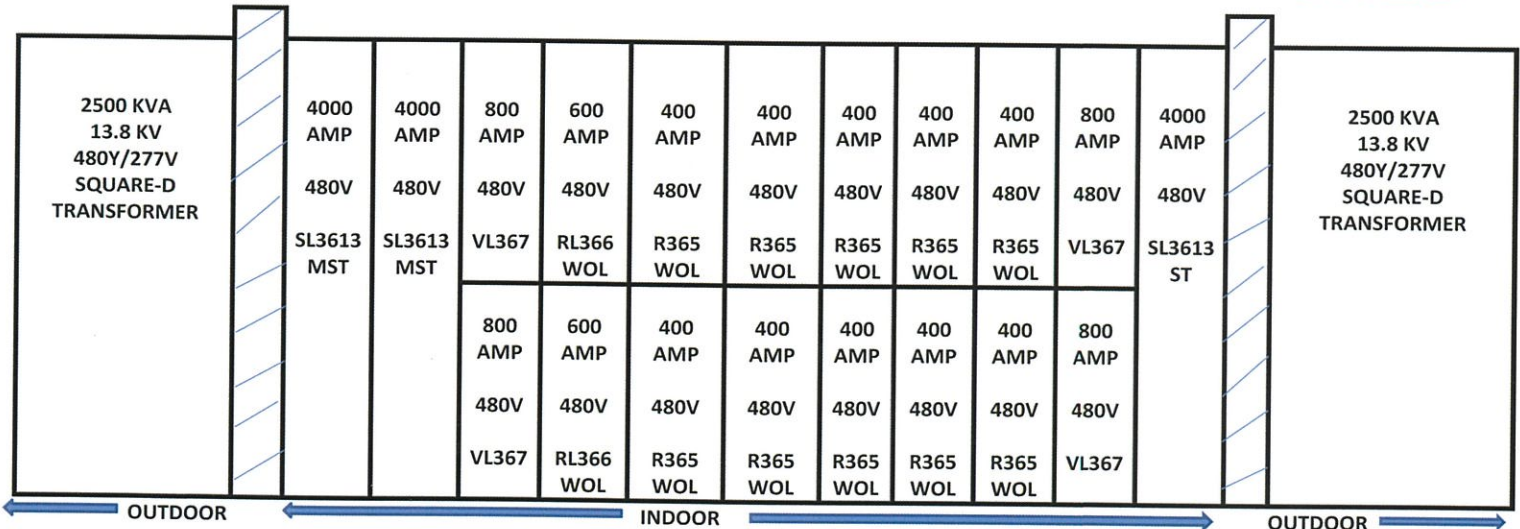 2500 KVA
13.8 KV
480Y/277V
SQUARE-D
TRANSFORMER
4000
AMP
480V
SL3613
MST
4000
AMP
480V
SL3613
MST
800
AMP
480V
VL367
600
AMP
480V
RL366
WOL
400
AMP
480V
R365
WOL
400
AMP
480V
R365
WOL
400
AMP
480V
R365
WOL
400
AMP
480V
R365
WOL
400
AMP
480V
R365
WOL
800
AMP
480V
VL367
4000
AMP
480V
SL3613
ST
2500 KVA
13.8 KV
480Y/277V
SQUARE-D
TRANSFORMER
800
AMP
480V
VL367
600
AMP
480V
RL366
WOL
400
AMP
480V
R365
WOL
400
AMP
480V
R365
WOL
400
AMP
480V
R365
WOL
400
AMP
480V
R365
WOL
400
AMP
480V
R365
WOL
800
AMP
480V
VL367
OUTDOOR
INDOOR
OUTDOOR